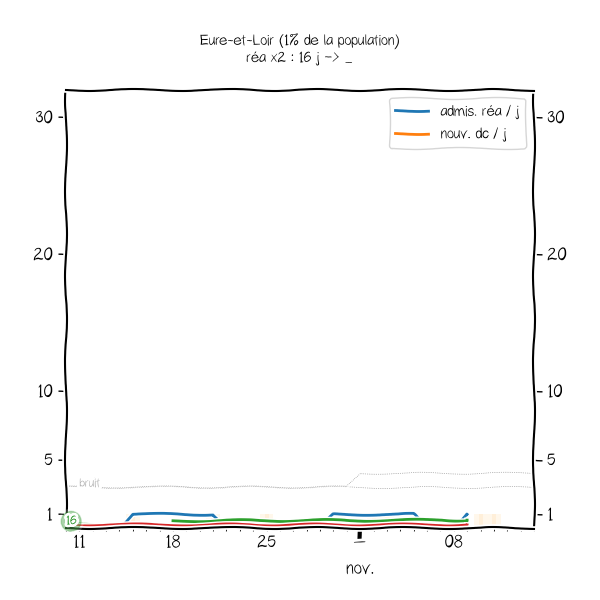 Eure-et-Loir (1% de la population)
réa x2 : 16 j -> _
admis. réa / j
nouv. dc / j
30
30
20
20
10
10
5
5
bruit
1
16
1
11
18
25
1
08
nov.